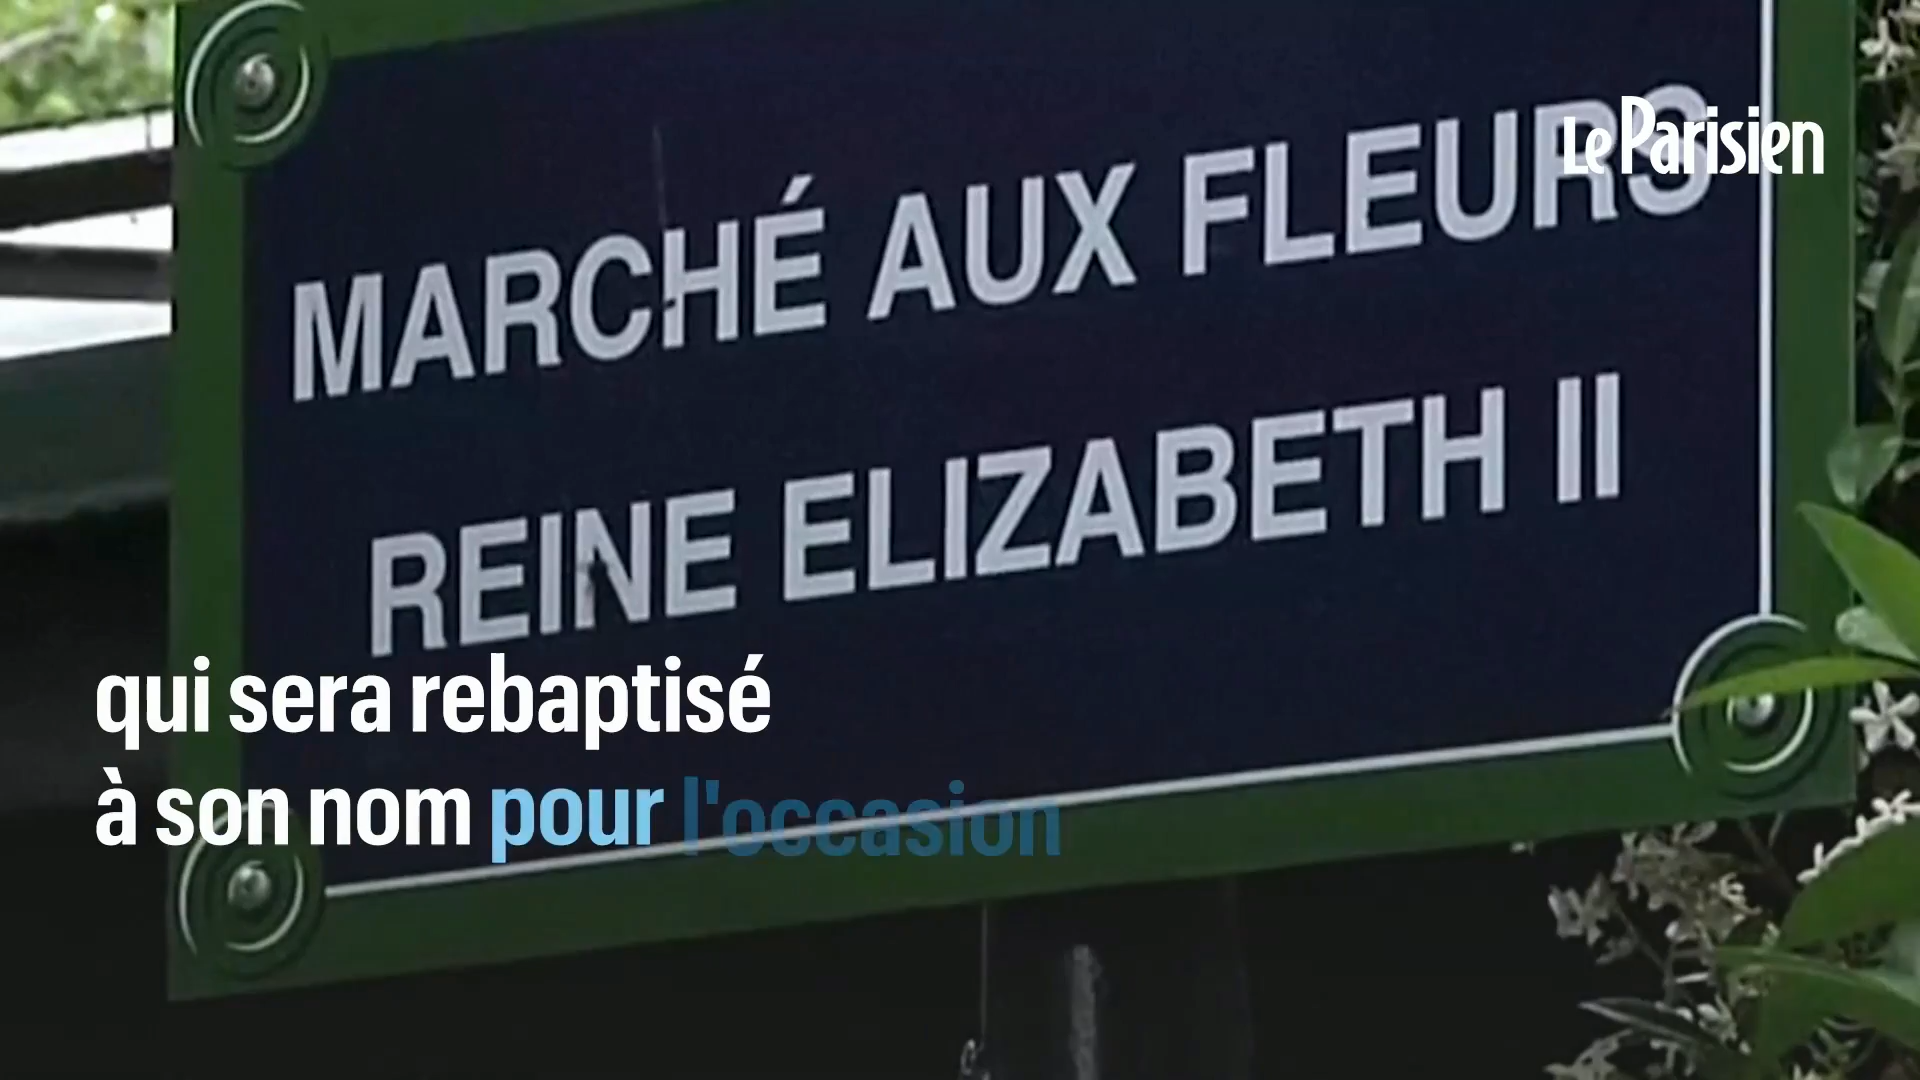 Le Parisien
MARCHÉ AUX FLEURS
REINE ELIZABETH II
qui sera rebaptisé
à son nom pour l'occasion